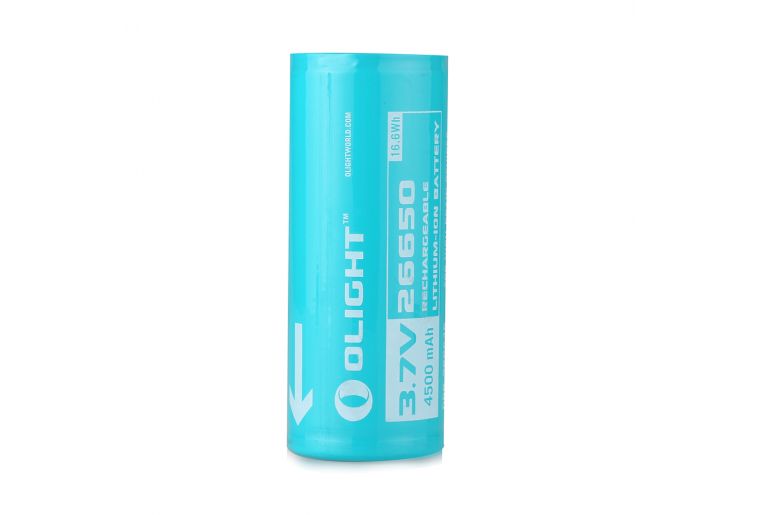 OLIGHT™
OLIGHTWORLD.COM
3.7V 26650
16.6Wh
4500 mAh
RECHARGEABLE
LITHIUM-ION BATTERY